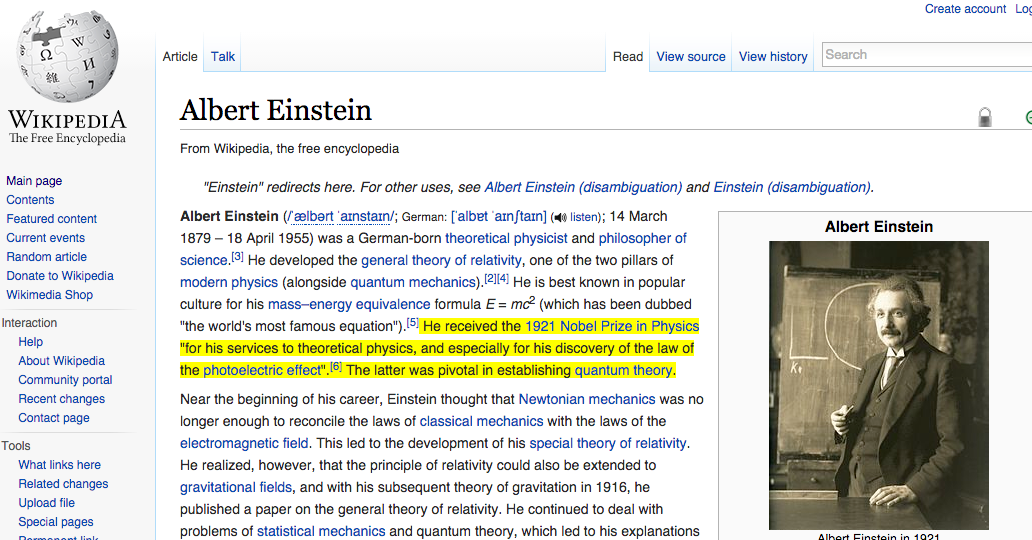 Create account
Article
Talk
Read
View source
View history
Search
WIKIPEDIA
The Free Encyclopedia
Main page
Contents
Featured content
Current events
Random article
Donate to Wikipedia
Wikimedia Shop
Interaction
Help
About Wikipedia
Community portal
Recent changes
Contact page
Tools
What links here
Related changes
Upload file
Special pages
Permanent link
Albert Einstein
From Wikipedia, the free encyclopedia
"Einstein" redirects here. For other uses, see Albert Einstein (disambiguation) and Einstein (disambiguation).
Albert Einstein (/ˈælbərt ˈaɪnstaɪn/; German: [ˈalbɐt ˈaɪnʃtaɪn] (listen); 14 March
1879 – 18 April 1955) was a German-born theoretical physicist and philosopher of
science.[3] He developed the general theory of relativity, one of the two pillars of
modern physics (alongside quantum mechanics).[2][4] He is best known in popular
culture for his mass–energy equivalence formula E = mc2 (which has been dubbed
"the world's most famous equation").[5] He received the 1921 Nobel Prize in Physics
"for his services to theoretical physics, and especially for his discovery of the law of
the photoelectric effect".[6] The latter was pivotal in establishing quantum theory.
Near the beginning of his career, Einstein thought that Newtonian mechanics was no
longer enough to reconcile the laws of classical mechanics with the laws of the
electromagnetic field. This led to the development of his special theory of relativity.
He realized, however, that the principle of relativity could also be extended to
gravitational fields, and with his subsequent theory of gravitation in 1916, he
published a paper on the general theory of relativity. He continued to deal with
problems of statistical mechanics and quantum theory, which led to his explanations
Albert Einstein
Albert Einstein in 1921